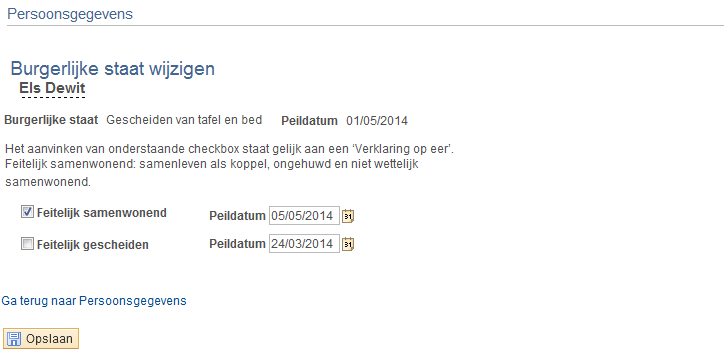 Persoonsgegevens
Burgerlijke staat wijzigen
Els Dewit
Burgerlijke staat Gescheiden van tafel en bed Peildatum 01/05/2014
Het aanvinken van onderstaande checkbox staat gelijk aan een ‘Verklaring op eer’.
Feitelijk samenwonend: samenleven als koppel, ongehuwd en niet wettelijk
samenwonend.
Feitelijk samenwonend Peildatum 05/05/2014 31
Feitelijk gescheiden Peildatum 24/03/2014 31
Ga terug naar Persoonsgegevens
Opslaan